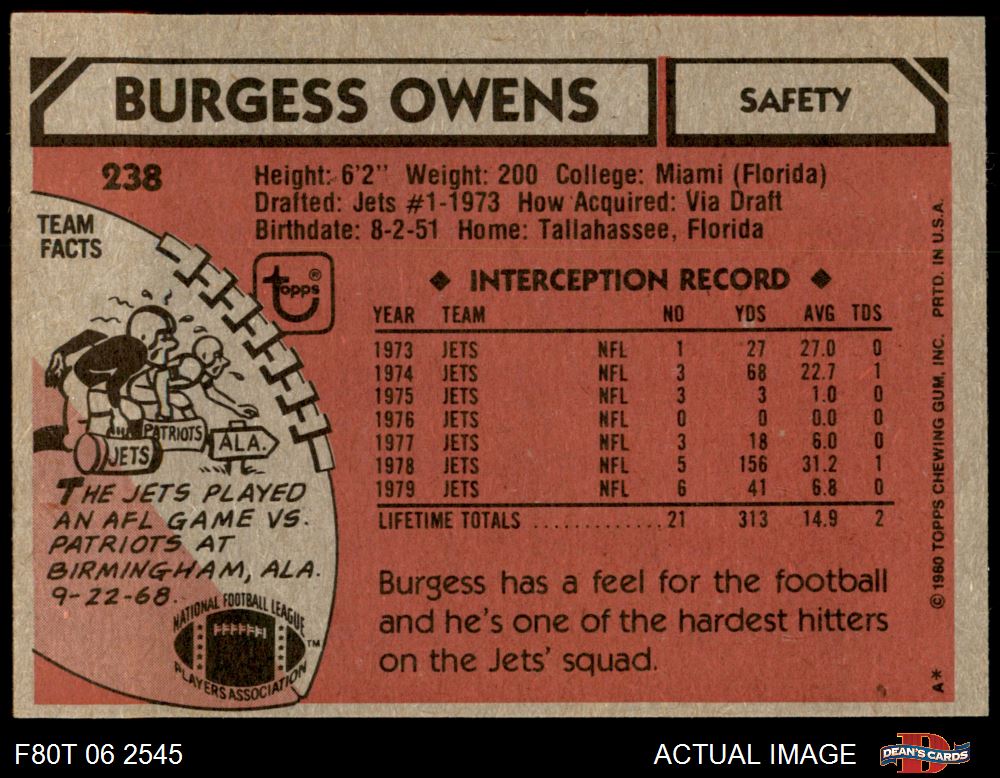 BURGESS OWENS
SAFETY
238
Height: 6'2" Weight: 200 College: Miami (Florida)
Drafted: Jets #1-1973 How Acquired: Via Draft
Birthdate: 8-2-51 Home: Tallahassee, Florida
TEAM
FACTS
topps®
◆ INTERCEPTION RECORD ◆
YEAR TEAM NO YDS AVG TDS
1973 JETS NFL 1 27 27.0 0
1974 JETS NFL 3 68 22.7 1
1975 JETS NFL 3 3 1.0 0
1976 JETS NFL 0 0 0.0 0
1977 JETS NFL 3 18 6.0 0
1978 JETS NFL 5 156 31.2 1
1979 JETS NFL 6 41 6.8 0
LIFETIME TOTALS ............. 21 313 14.9 2
PATRIOTS
JETS
ALA.
THE JETS PLAYED
AN AFL GAME VS.
PATRIOTS AT
BIRMINGHAM, ALA.
9-22-68.
NATIONAL FOOTBALL LEAGUE
PLAYERS ASSOCIATION
TM
Burgess has a feel for the football
and he's one of the hardest hitters
on the Jets' squad.
A* © 1980 TOPPS CHEWING GUM, INC. PRTD. IN U.S.A.
F80T 06 2545
ACTUAL IMAGE
D
DEAN'S CARDS